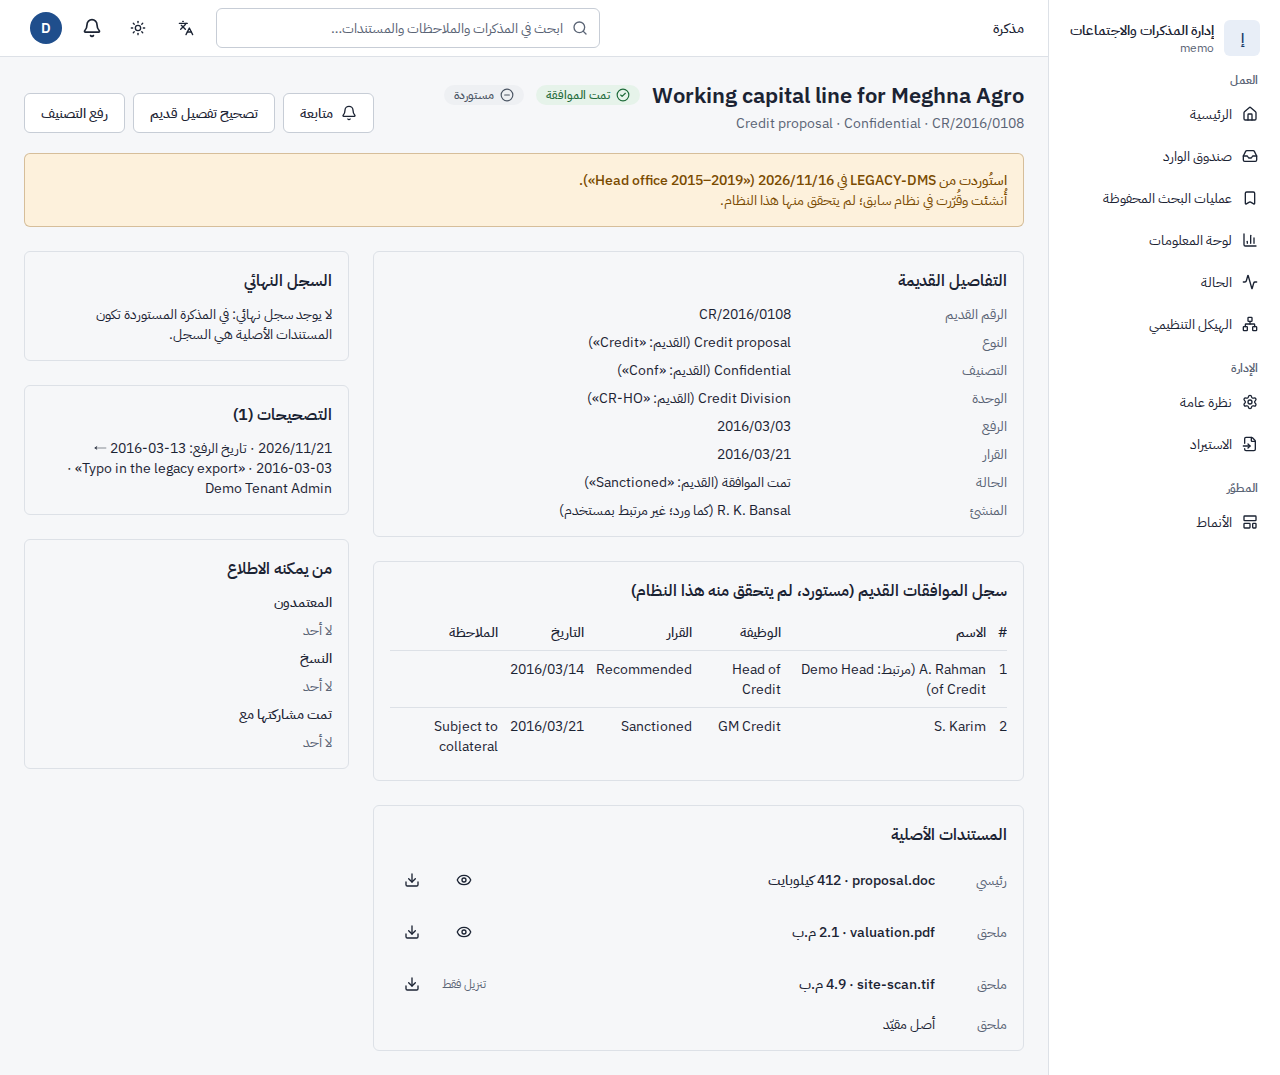 إ
إدارة المذكرات والاجتماعات
memo
العمل
الرئيسية
صندوق الوارد
عمليات البحث المحفوظة
لوحة المعلومات
الحالة
الهيكل التنظيمي
الإدارة
نظرة عامة
الاستيراد
المطوّر
الأنماط
مذكرة
ابحث في المذكرات والملاحظات والمستندات...
D
Working capital line for Meghna Agro
تمت الموافقة
مستوردة
Credit proposal · Confidential · CR/2016/0108
متابعة
تصحيح تفصيل قديم
رفع التصنيف
استُوردت من LEGACY-DMS في 2026/11/16 («Head office 2015–2019»).
أُنشئت وقُرّرت في نظام سابق؛ لم يتحقق منها هذا النظام.
التفاصيل القديمة
الرقم القديم CR/2016/0108
النوع Credit proposal (القديم: «Credit»)
التصنيف Confidential (القديم: «Conf»)
الوحدة Credit Division (القديم: «CR-HO»)
الرفع 2016/03/03
القرار 2016/03/21
الحالة تمت الموافقة (القديم: «Sanctioned»)
المنشئ R. K. Bansal (كما ورد؛ غير مرتبط بمستخدم)
سجل الموافقات القديم (مستورد، لم يتحقق منه هذا النظام)
# الاسم الوظيفة القرار التاريخ الملاحظة
1 A. Rahman (مرتبط: Demo Head of Credit) Head of Credit Recommended 2016/03/14
2 S. Karim GM Credit Sanctioned 2016/03/21 Subject to collateral
المستندات الأصلية
رئيسي proposal.doc · 412 كيلوبايت
ملحق valuation.pdf · 2.1 م.ب
ملحق site-scan.tif · 4.9 م.ب تنزيل فقط
ملحق أصل مقيّد
السجل النهائي
لا يوجد سجل نهائي: في المذكرة المستوردة تكون
المستندات الأصلية هي السجل.
التصحيحات (1)
2026/11/21 · تاريخ الرفع: 2016-03-13 ←
2016-03-03 · «Typo in the legacy export» ·
Demo Tenant Admin
من يمكنه الاطلاع
المعتمدون
لا أحد
النسخ
لا أحد
تمت مشاركتها مع
لا أحد